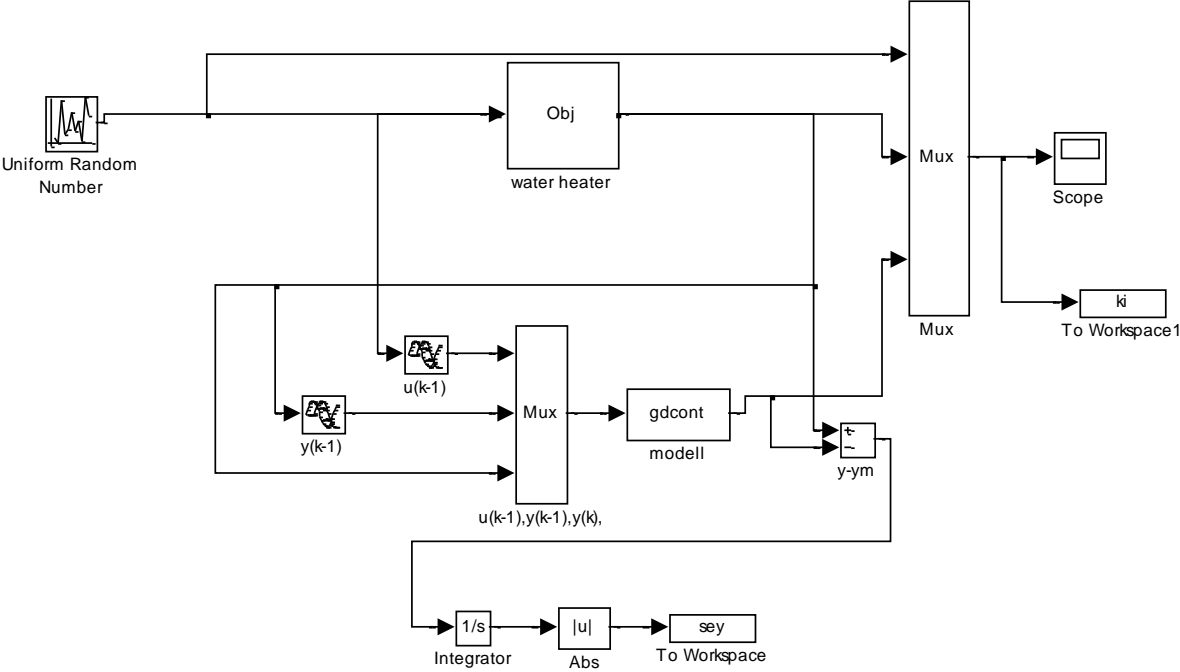 Uniform Random
Number
Obj
water heater
Mux
Mux
Scope
ki
To Workspace1
u(k-1)
y(k-1)
Mux
u(k-1),y(k-1),y(k),
gdcont
modell
+
−
y-ym
1/s
Integrator
|u|
Abs
sey
To Workspace